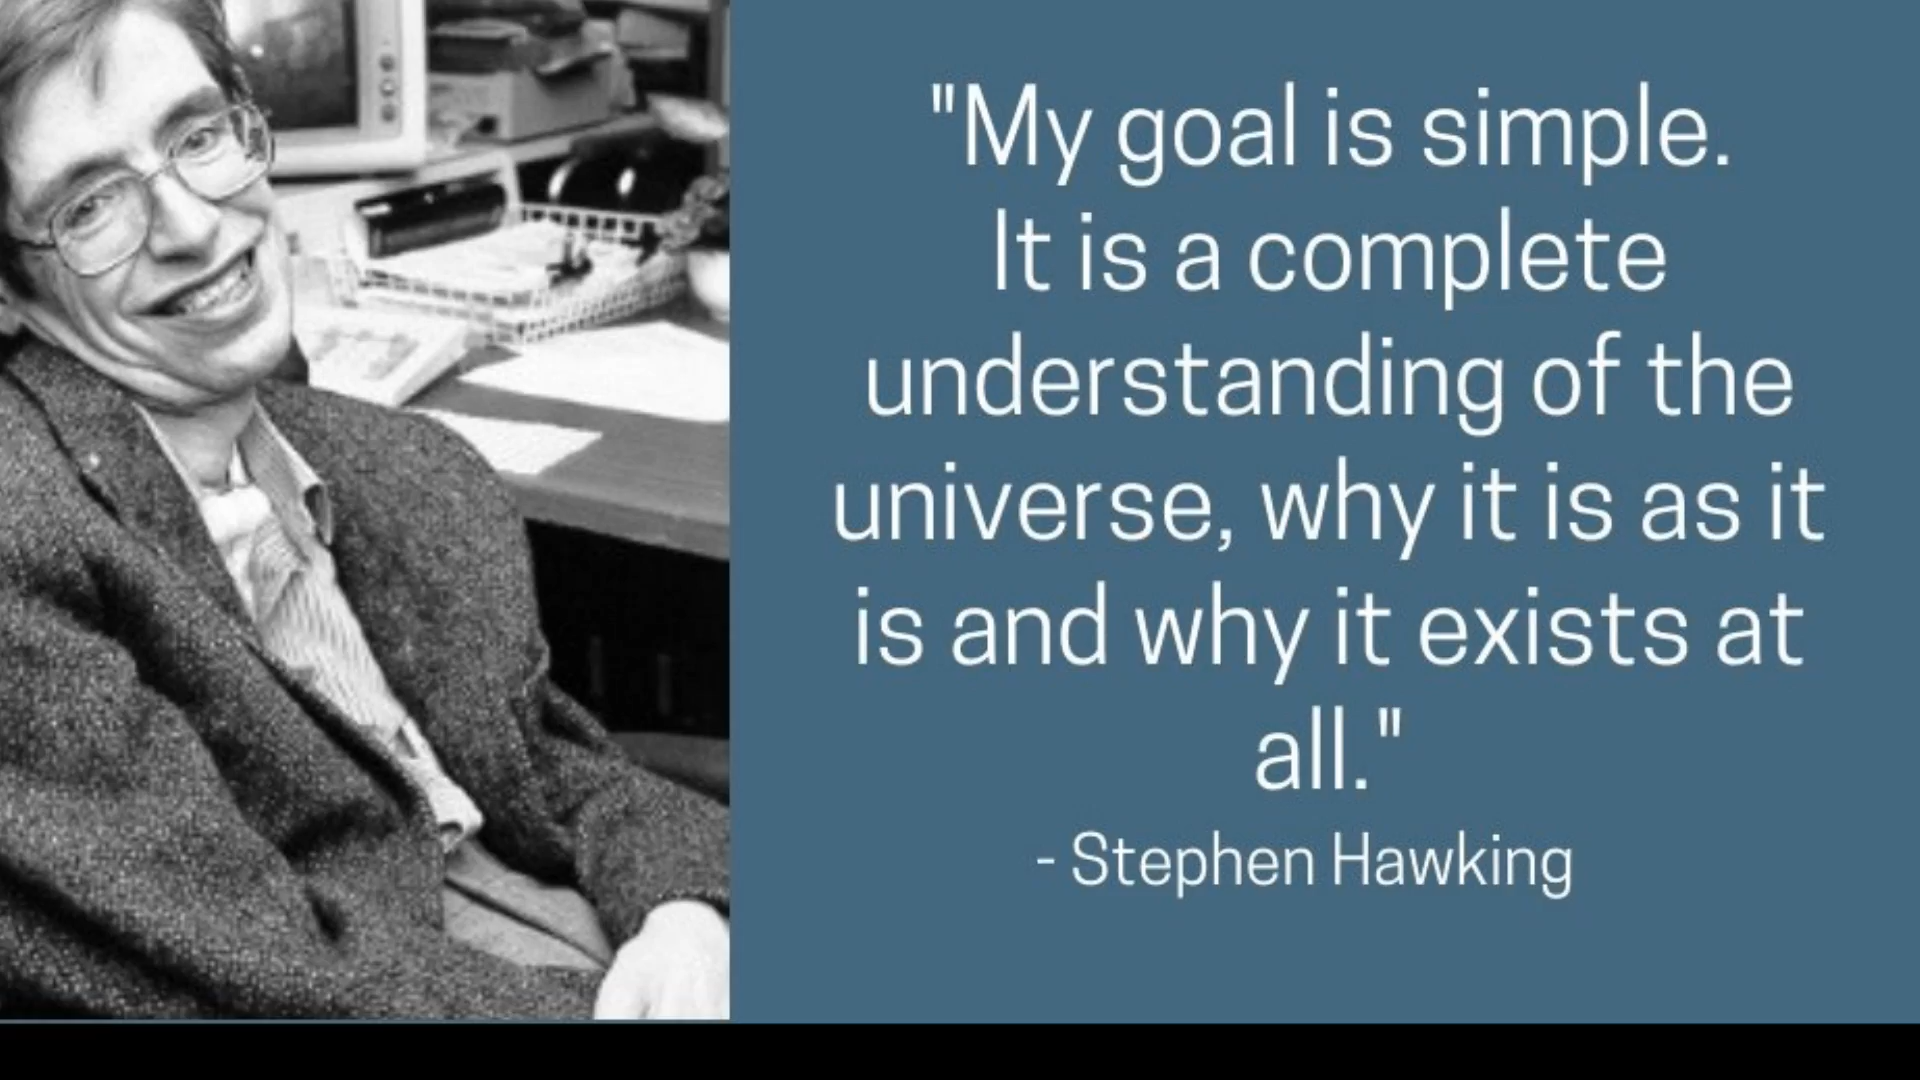 "My goal is simple.
It is a complete
understanding of the
universe, why it is as it
is and why it exists at
all."
- Stephen Hawking